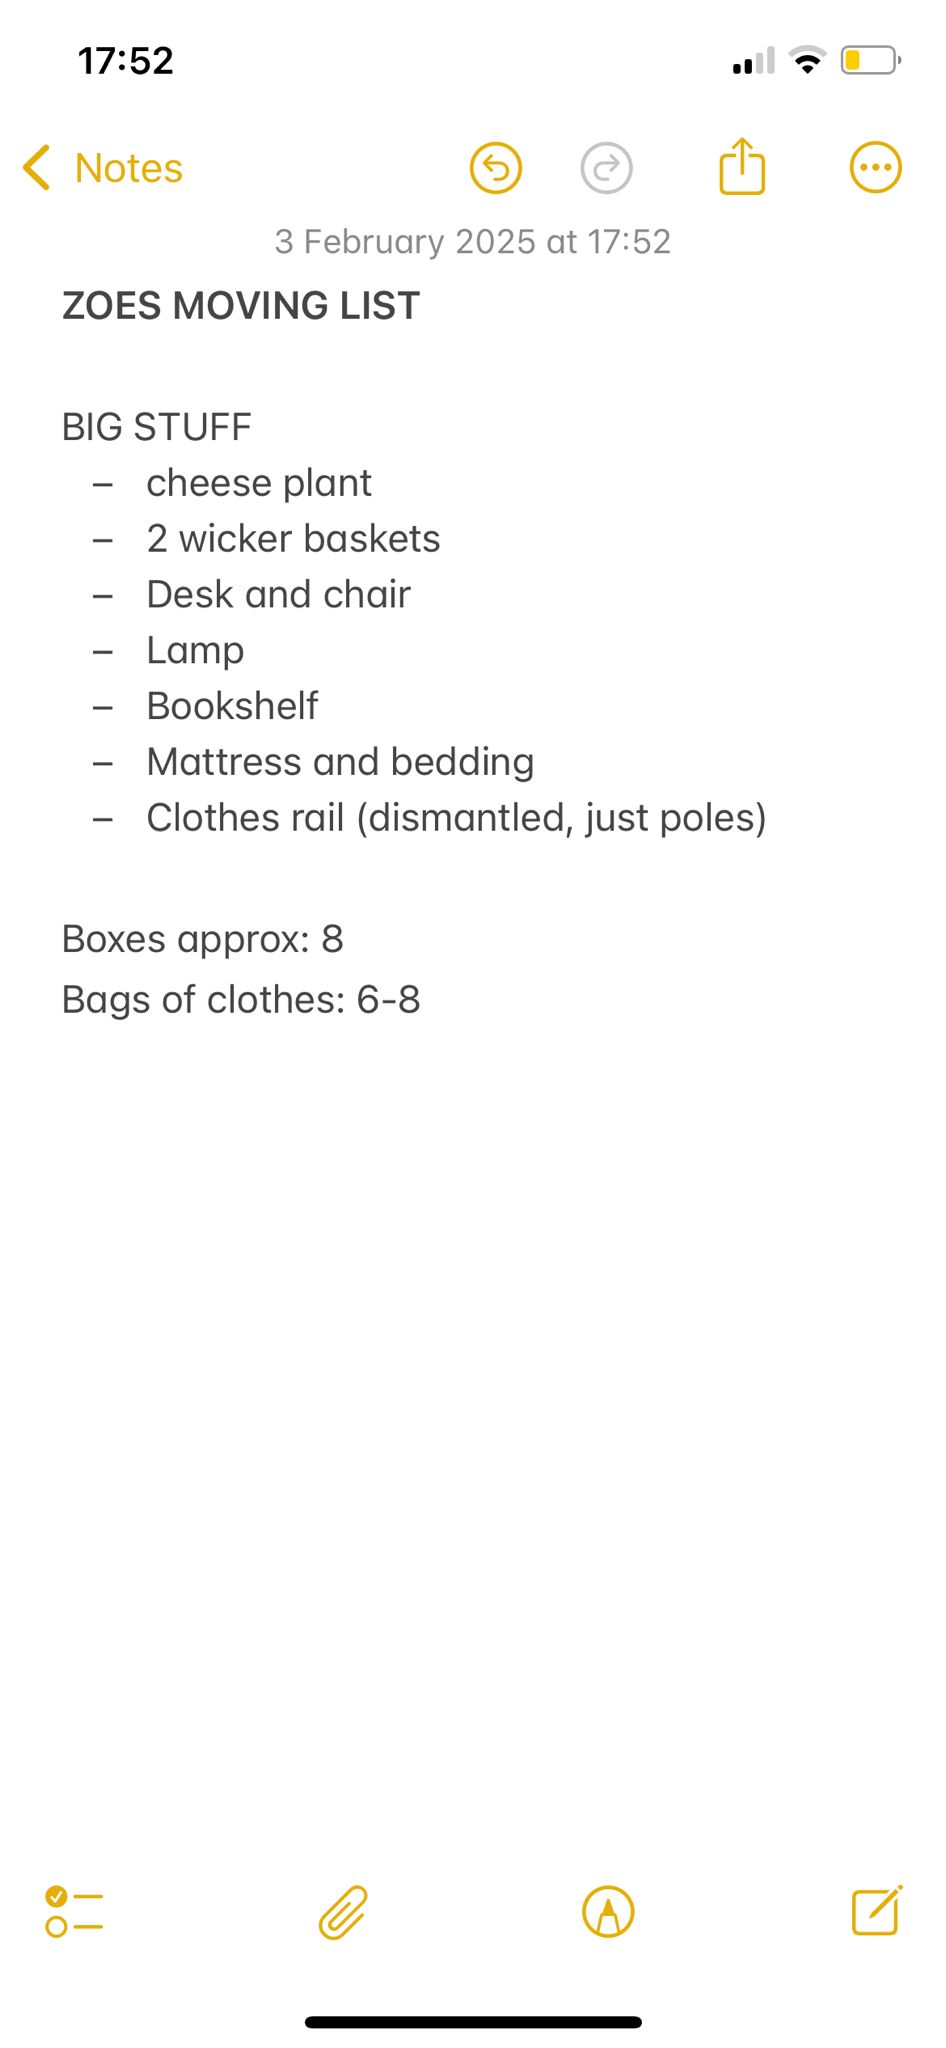 17:52
Notes
3 February 2025 at 17:52
ZOES MOVING LIST
BIG STUFF
– cheese plant
– 2 wicker baskets
– Desk and chair
– Lamp
– Bookshelf
– Mattress and bedding
– Clothes rail (dismantled, just poles)
Boxes approx: 8
Bags of clothes: 6-8